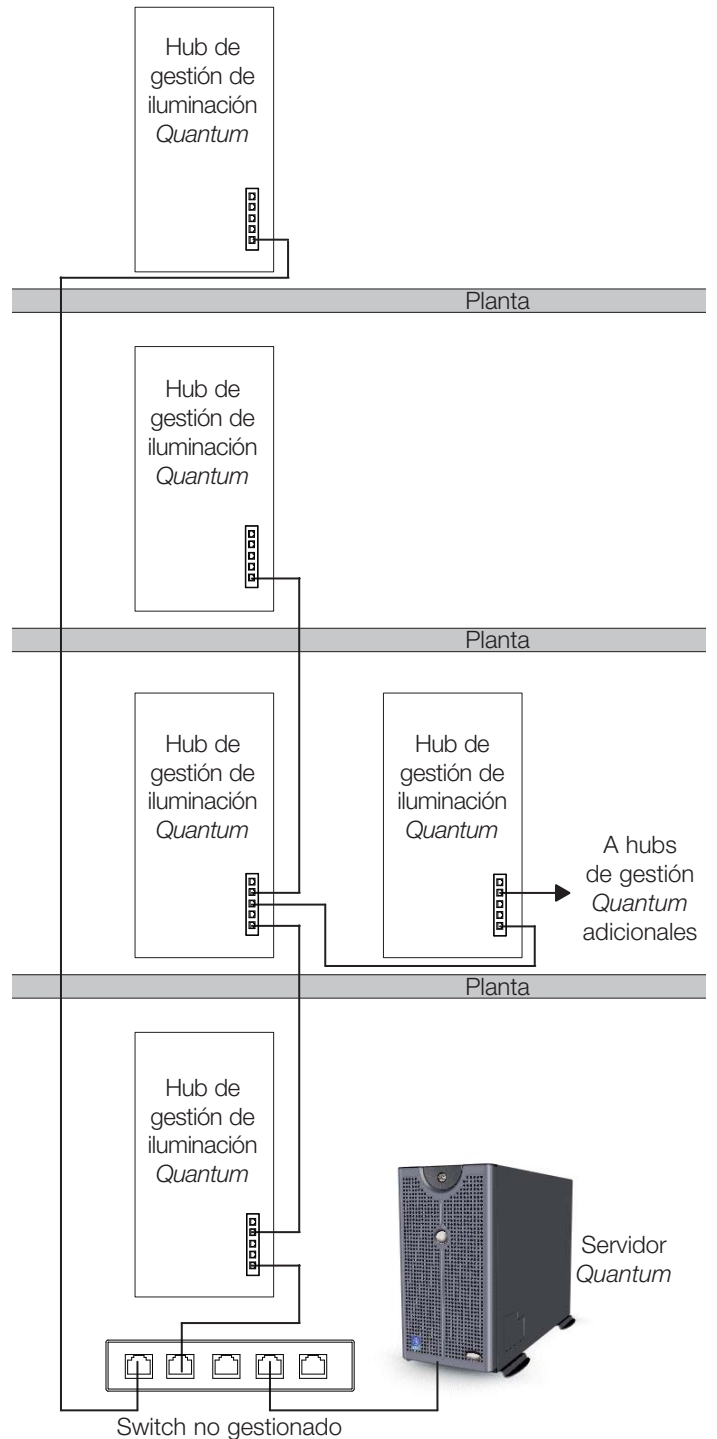 Hub de
gestión de
iluminación
Quantum
Planta
Hub de
gestión de
iluminación
Quantum
Planta
Hub de
gestión de
iluminación
Quantum
Hub de
gestión de
iluminación
Quantum
A hubs
de gestión
Quantum
adicionales
Planta
Hub de
gestión de
iluminación
Quantum
Servidor
Quantum
Switch no gestionado